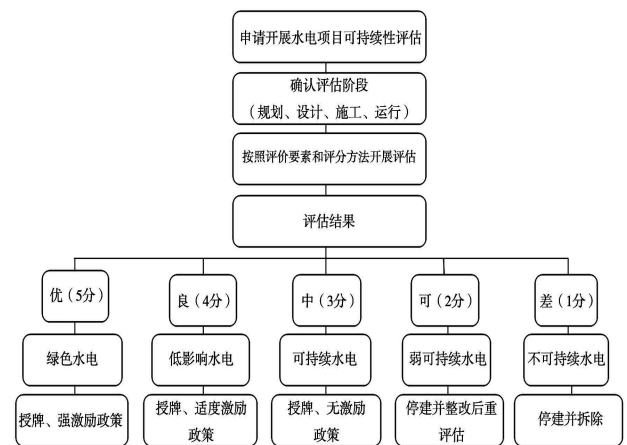 申请开展水电项目可持续性评估
确认评估阶段
（规划、设计、施工、运行）
按照评价要素和评分方法开展评估
评估结果
优（5分）
良（4分）
中（3分）
可（2分）
差（1分）
绿色水电
低影响水电
可持续水电
弱可持续水电
不可持续水电
授牌、强激励政策
授牌、适度激励
政策
授牌、无激励
政策
停建并整改后重
评估
停建并拆除